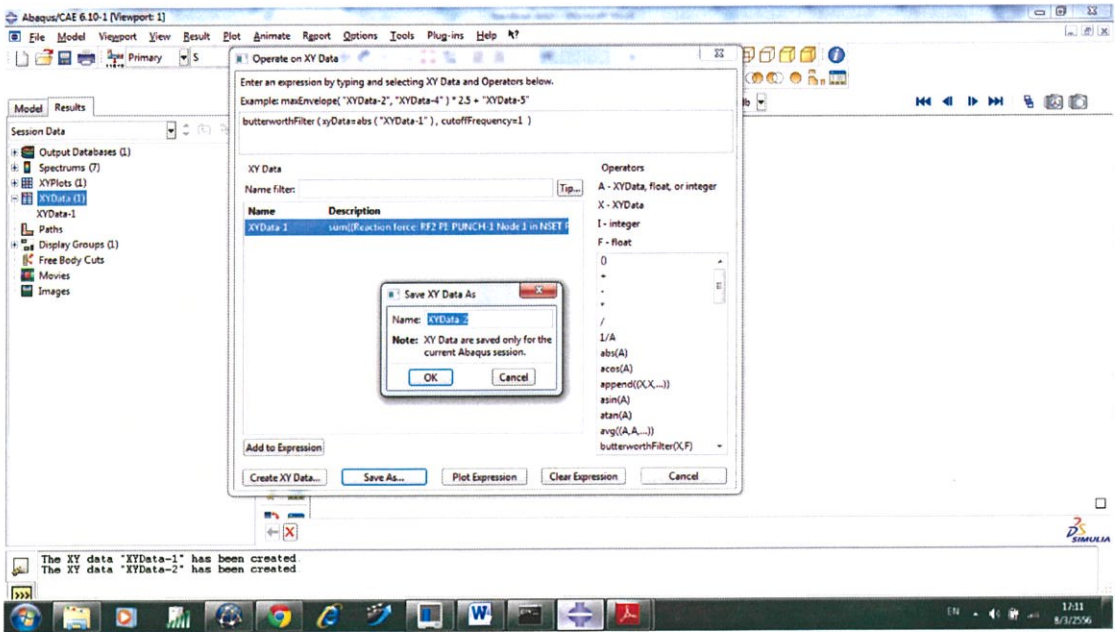 Abaqus/CAE 6.10-1 [Viewport: 1]
File Model Viewport View Result Plot Animate Report Options Tools Plug-ins Help
Primary S
Model Results
Session Data
Output Databases (1)
Spectrums (7)
XYPlots (1)
XYData (1)
XYData-1
Paths
Display Groups (1)
Free Body Cuts
Movies
Images
Operate on XY Data
Enter an expression by typing and selecting XY Data and Operators below.
Example: maxEnvelope( "XYData-2", "XYData-4" ) * 2.5 + "XYData-5"
butterworthFilter ( xyData=abs ( "XYData-1" ) , cutoffFrequency=1 )
XY Data
Name filter:
Tip...
Name Description
XYData-1 sum((Reaction force: RF2 PI: PUNCH-1 Node 1 in NSET
Operators
A - XYData, float, or integer
X - XYData
I - integer
F - float
()
+
-
*
/
1/A
abs(A)
acos(A)
append((X,X,...))
asin(A)
atan(A)
avg((A,A,...))
butterworthFilter(X,F)
Save XY Data As
Name: XYData-2
Note: XY Data are saved only for the
current Abaqus session.
OK Cancel
Add to Expression
Create XY Data... Save As... Plot Expression Clear Expression Cancel
SIMULIA
The XY data "XYData-1" has been created.
The XY data "XYData-2" has been created.
>>>
EN 17:11
8/3/2556